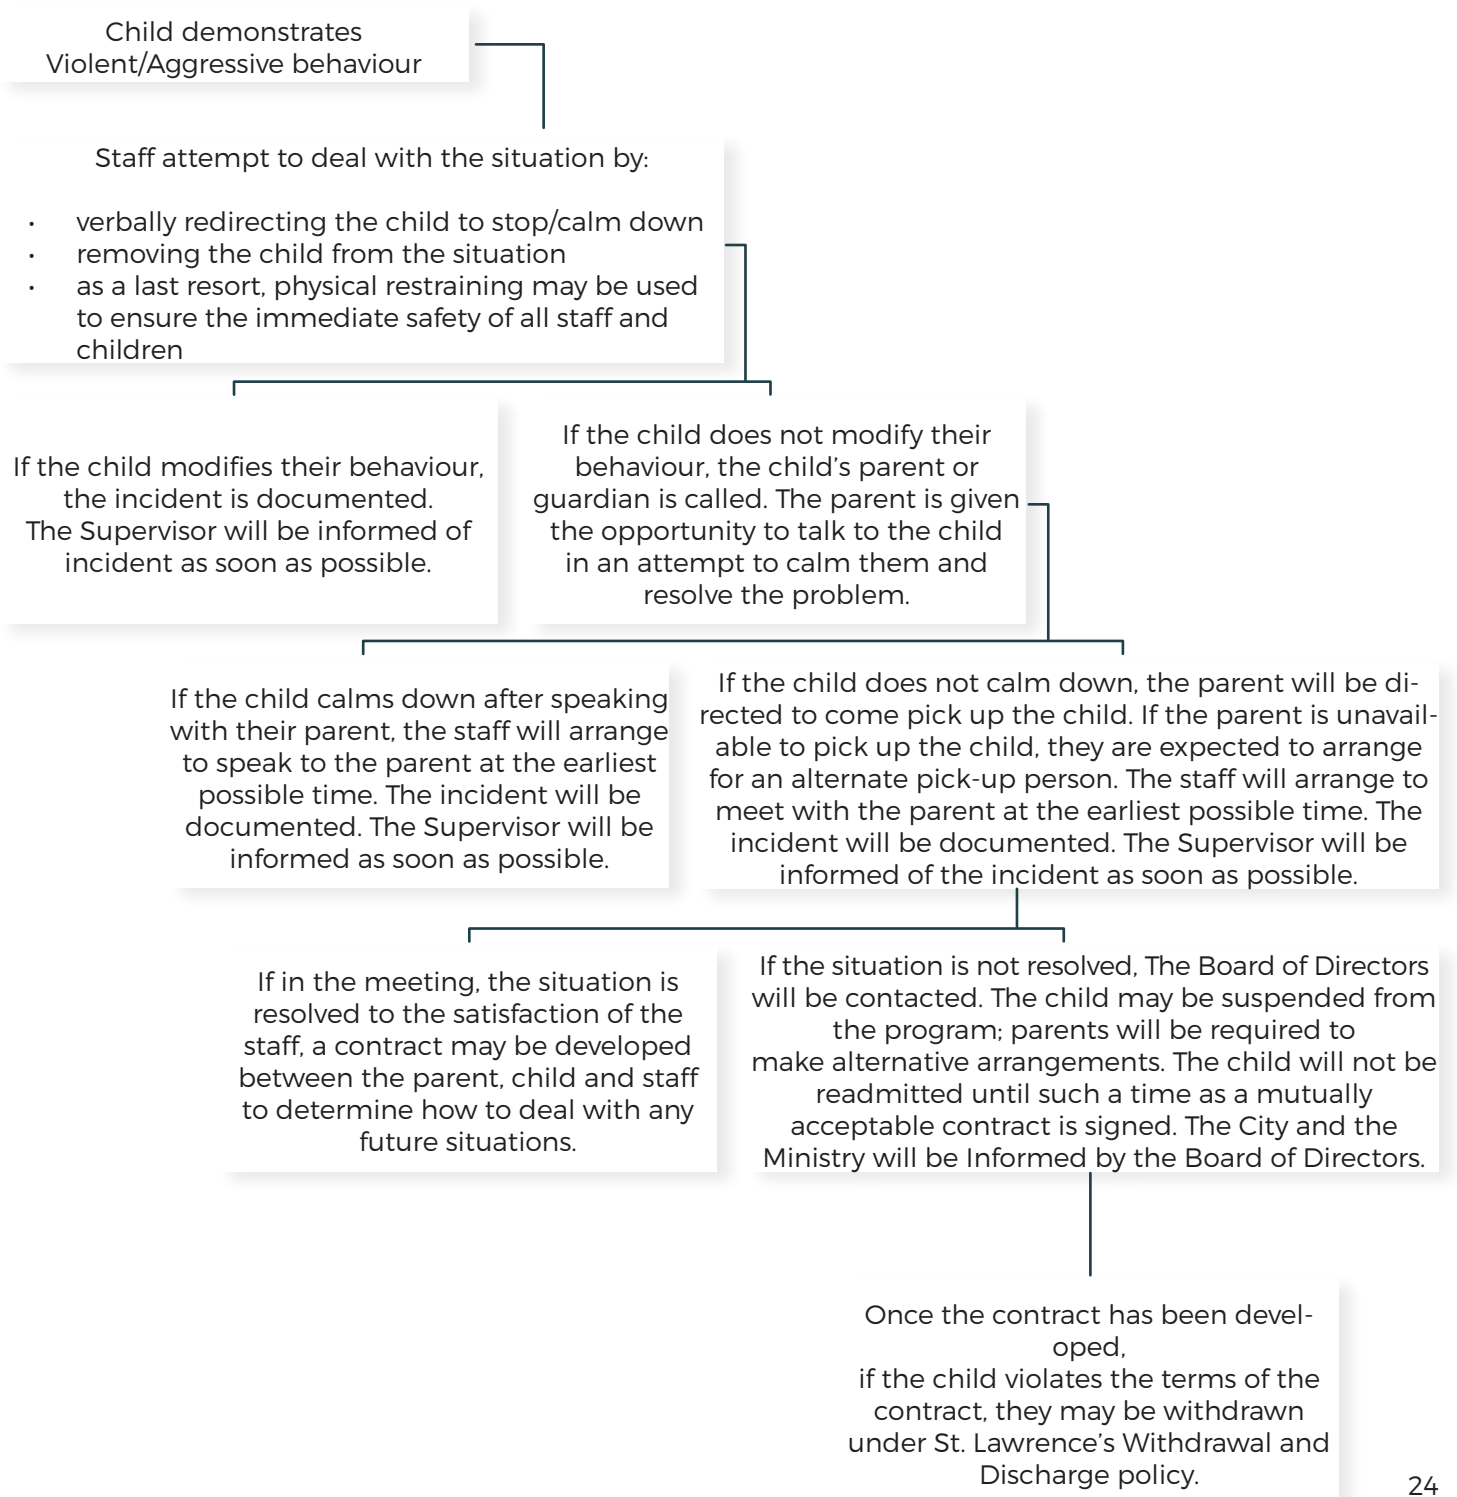 Child demonstrates
Violent/Aggressive behaviour
Staff attempt to deal with the situation by:
• verbally redirecting the child to stop/calm down
• removing the child from the situation
• as a last resort, physical restraining may be used
to ensure the immediate safety of all staff and
children
If the child modifies their behaviour,
the incident is documented.
The Supervisor will be informed of
incident as soon as possible.
If the child does not modify their
behaviour, the child's parent or
guardian is called. The parent is given
the opportunity to talk to the child
in an attempt to calm them and
resolve the problem.
If the child calms down after speaking
with their parent, the staff will arrange
to speak to the parent at the earliest
possible time. The incident will be
documented. The Supervisor will be
informed as soon as possible.
If the child does not calm down, the parent will be di-
rected to come pick up the child. If the parent is unavail-
able to pick up the child, they are expected to arrange
for an alternate pick-up person. The staff will arrange to
meet with the parent at the earliest possible time. The
incident will be documented. The Supervisor will be
informed of the incident as soon as possible.
If in the meeting, the situation is
resolved to the satisfaction of the
staff, a contract may be developed
between the parent, child and staff
to determine how to deal with any
future situations.
If the situation is not resolved, The Board of Directors
will be contacted. The child may be suspended from
the program; parents will be required to
make alternative arrangements. The child will not be
readmitted until such a time as a mutually
acceptable contract is signed. The City and the
Ministry will be Informed by the Board of Directors.
Once the contract has been devel-
oped,
if the child violates the terms of the
contract, they may be withdrawn
under St. Lawrence's Withdrawal and
Discharge policy.
24